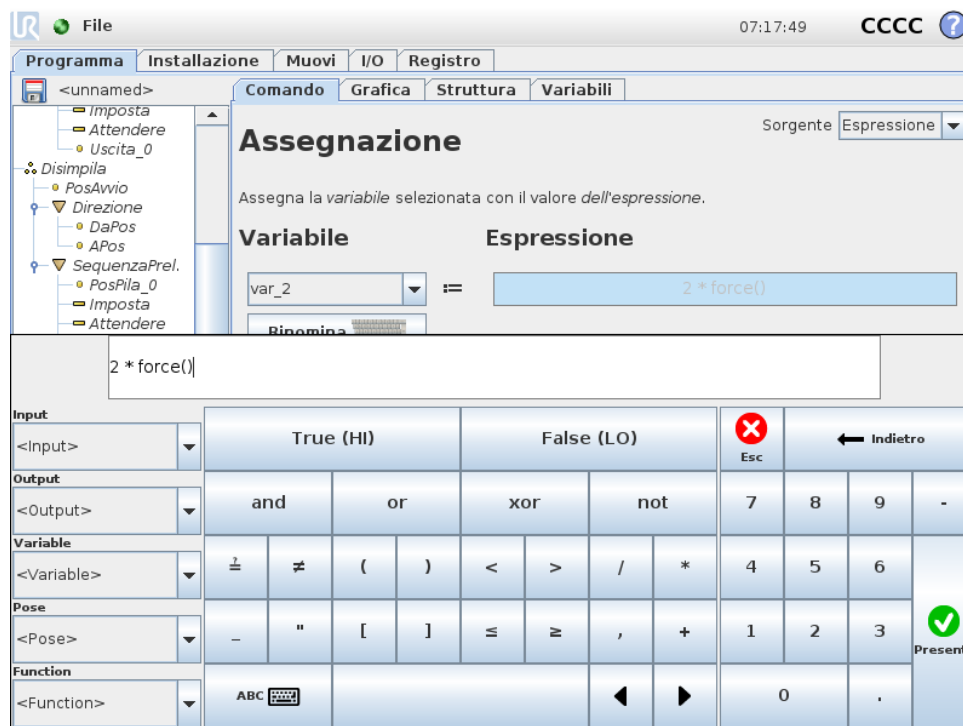 UR File 07:17:49 CCCC ?
Programma Installazione Muovi I/O Registro
<unnamed> Comando Grafica Struttura Variabili
Imposta
Attendere
Uscita_0
Disimpila
PosAvvio
Direzione
DaPos
APos
SequenzaPrel.
PosPila_0
Imposta
Attendere
Assegnazione Sorgente Espressione
Assegna la variabile selezionata con il valore dell'espressione.
Variabile Espressione
var_2 := 2 * force()
Rinomina
2 * force()
Input
<Input> True (HI) False (LO) Esc Indietro
Output
<Output> and or xor not 7 8 9 -
Variable
<Variable> ≟ ≠ ( ) < > / * 4 5 6
Pose
<Pose> _ " [ ] ≤ ≥ , + 1 2 3 Present
Function
<Function> ABC 0 .